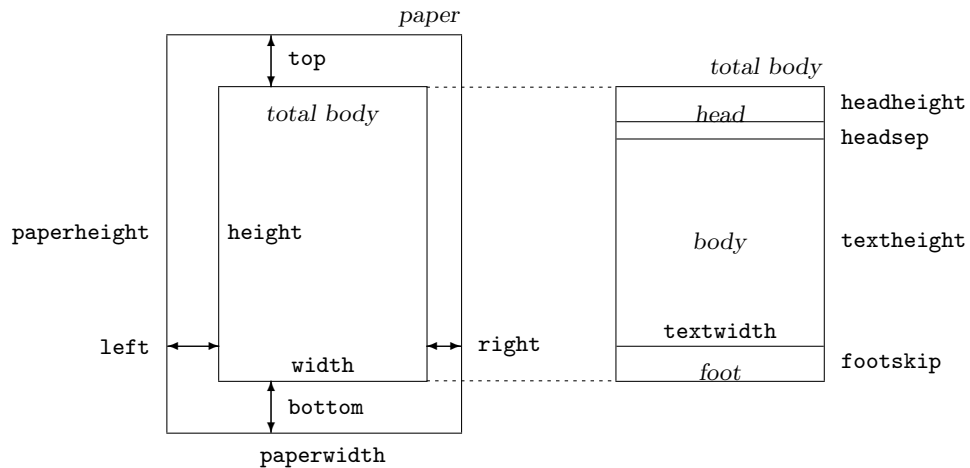 paper
top
total body
total body
headheight
head
headsep
paperheight
height
body
textheight
textwidth
left
right
width
foot
footskip
bottom
paperwidth